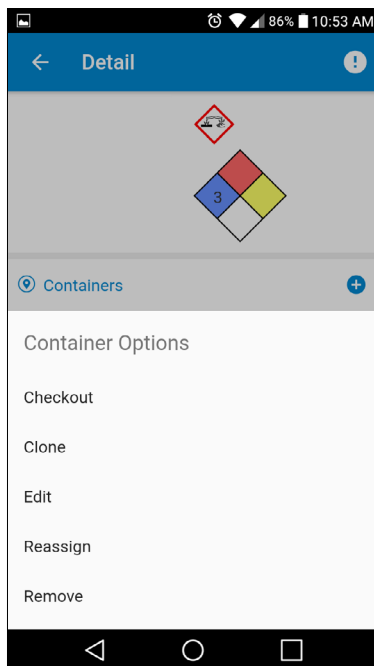 86% 10:53 AM
Detail
3
Containers
Container Options
Checkout
Clone
Edit
Reassign
Remove